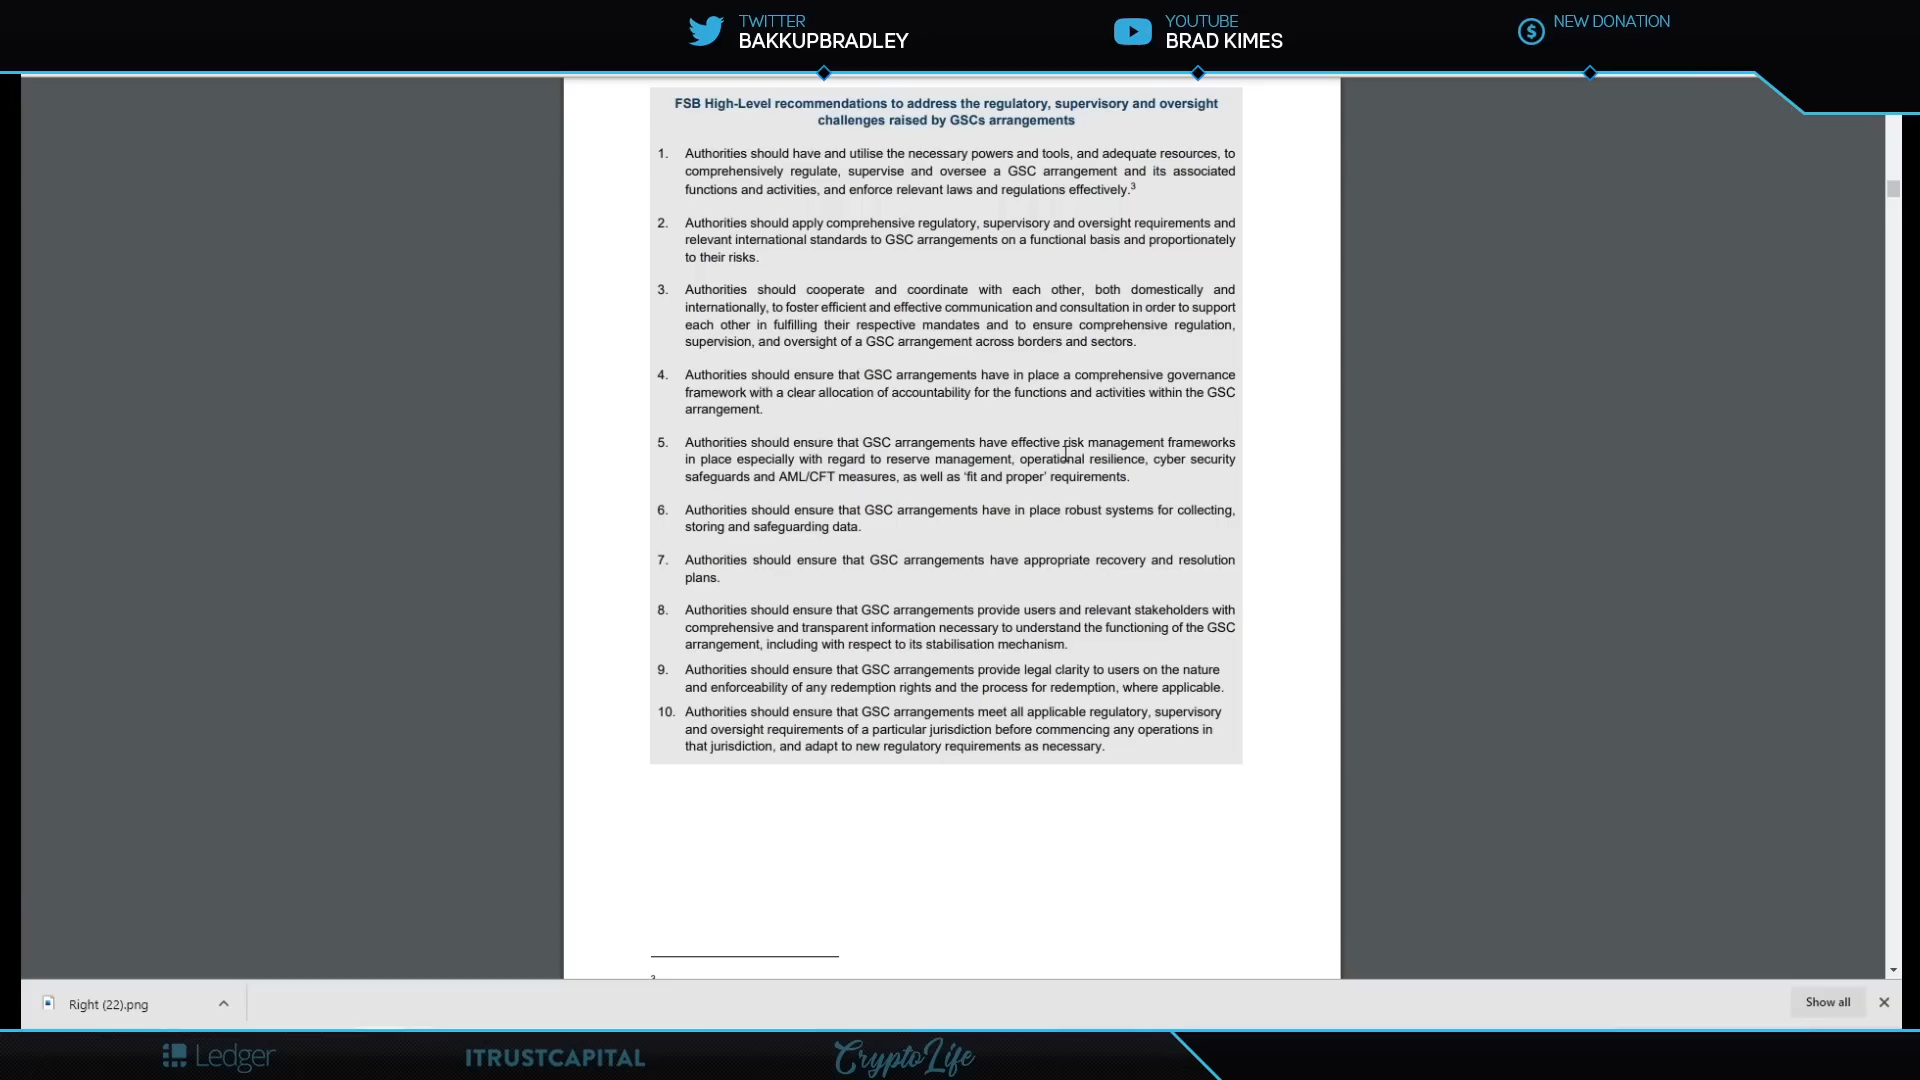 TWITTER
BAKKUPBRADLEY
YOUTUBE
BRAD KIMES
NEW DONATION
FSB High-Level recommendations to address the regulatory, supervisory and oversight
challenges raised by GSCs arrangements
1. Authorities should have and utilise the necessary powers and tools, and adequate resources, to
comprehensively regulate, supervise and oversee a GSC arrangement and its associated
functions and activities, and enforce relevant laws and regulations effectively.³
2. Authorities should apply comprehensive regulatory, supervisory and oversight requirements and
relevant international standards to GSC arrangements on a functional basis and proportionately
to their risks.
3. Authorities should cooperate and coordinate with each other, both domestically and
internationally, to foster efficient and effective communication and consultation in order to support
each other in fulfilling their respective mandates and to ensure comprehensive regulation,
supervision, and oversight of a GSC arrangement across borders and sectors.
4. Authorities should ensure that GSC arrangements have in place a comprehensive governance
framework with a clear allocation of accountability for the functions and activities within the GSC
arrangement.
5. Authorities should ensure that GSC arrangements have effective risk management frameworks
in place especially with regard to reserve management, operational resilience, cyber security
safeguards and AML/CFT measures, as well as ‘fit and proper’ requirements.
6. Authorities should ensure that GSC arrangements have in place robust systems for collecting,
storing and safeguarding data.
7. Authorities should ensure that GSC arrangements have appropriate recovery and resolution
plans.
8. Authorities should ensure that GSC arrangements provide users and relevant stakeholders with
comprehensive and transparent information necessary to understand the functioning of the GSC
arrangement, including with respect to its stabilisation mechanism.
9. Authorities should ensure that GSC arrangements provide legal clarity to users on the nature
and enforceability of any redemption rights and the process for redemption, where applicable.
10. Authorities should ensure that GSC arrangements meet all applicable regulatory, supervisory
and oversight requirements of a particular jurisdiction before commencing any operations in
that jurisdiction, and adapt to new regulatory requirements as necessary.
Right (22).png
Show all
Ledger
ITRUSTCAPITAL
CryptoLife